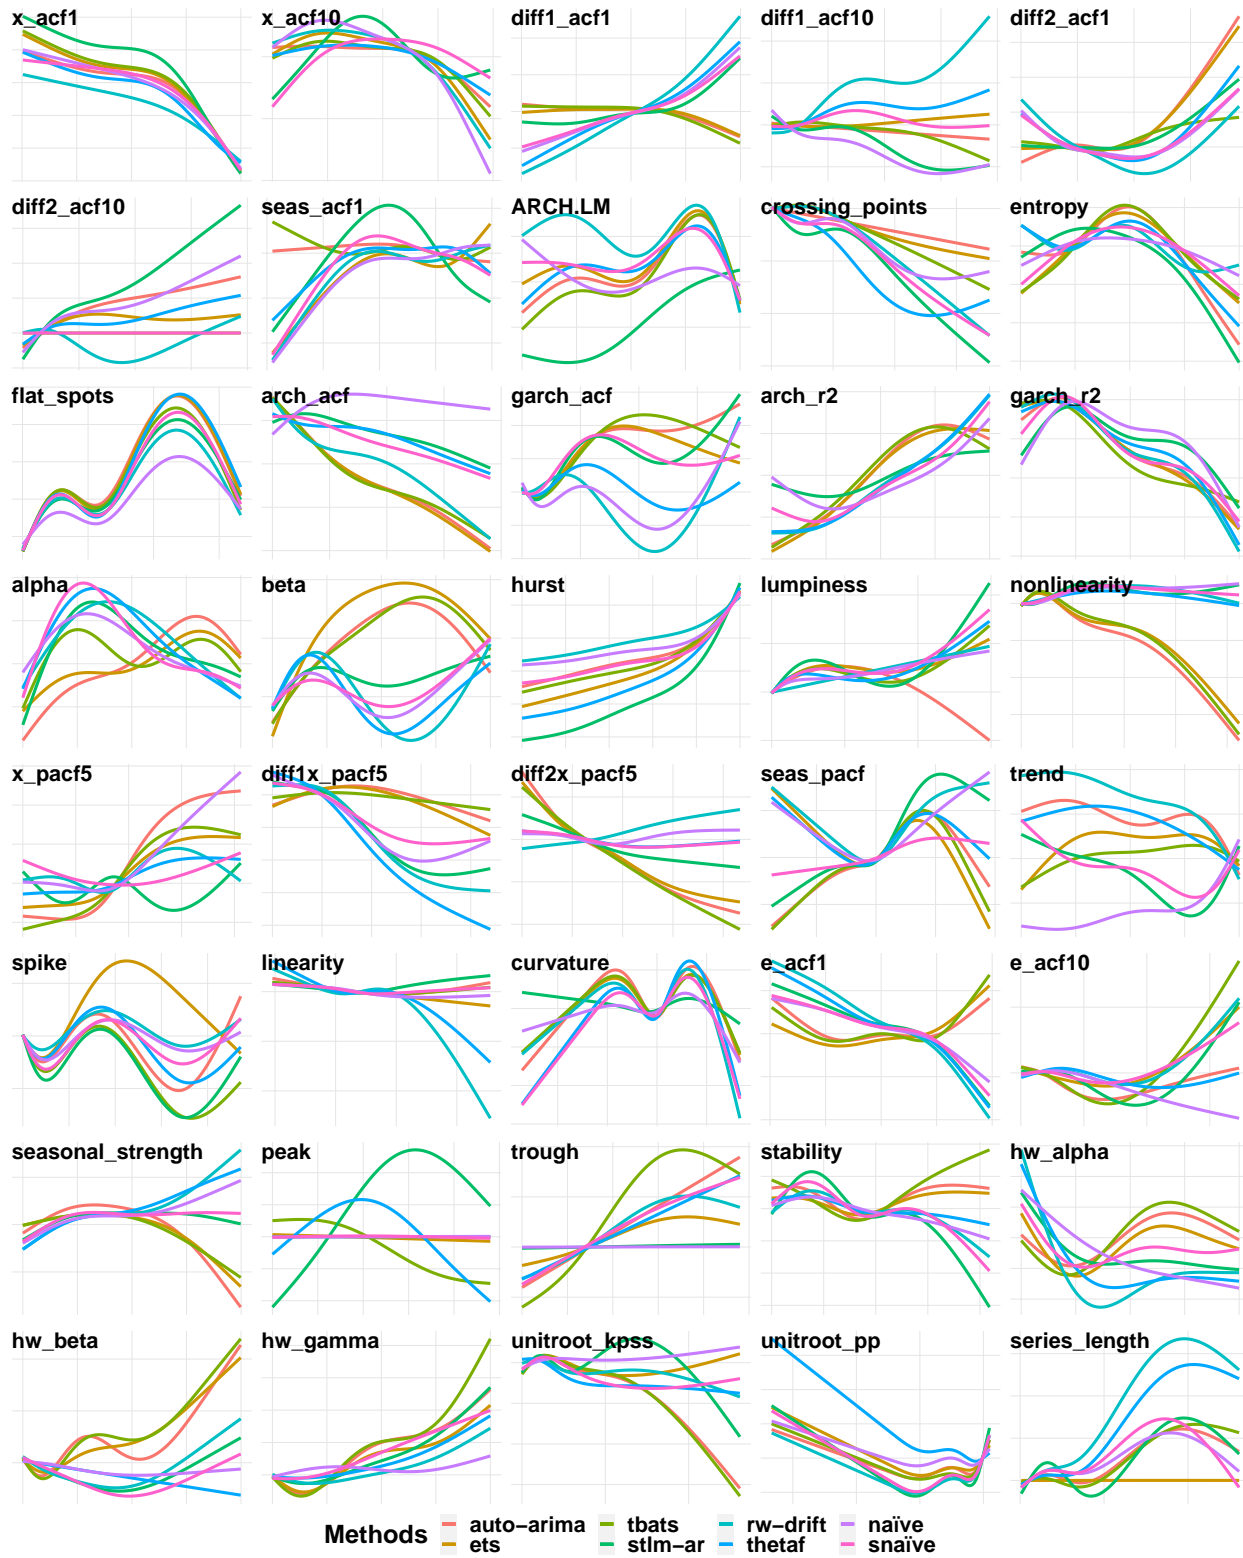 x_acf1 x_acf10 diff1_acf1 diff1_acf10 diff2_acf1
diff2_acf10 seas_acf1 ARCH.LM crossing_points entropy
flat_spots arch_acf garch_acf arch_r2 garch_r2
alpha beta hurst lumpiness nonlinearity
x_pacf5 diff1x_pacf5 diff2x_pacf5 seas_pacf trend
spike linearity curvature e_acf1 e_acf10
seasonal_strength peak trough stability hw_alpha
hw_beta hw_gamma unitroot_kpss unitroot_pp series_length
Methods
auto−arima tbats rw−drift naïve
ets stlm−ar thetaf snaïve